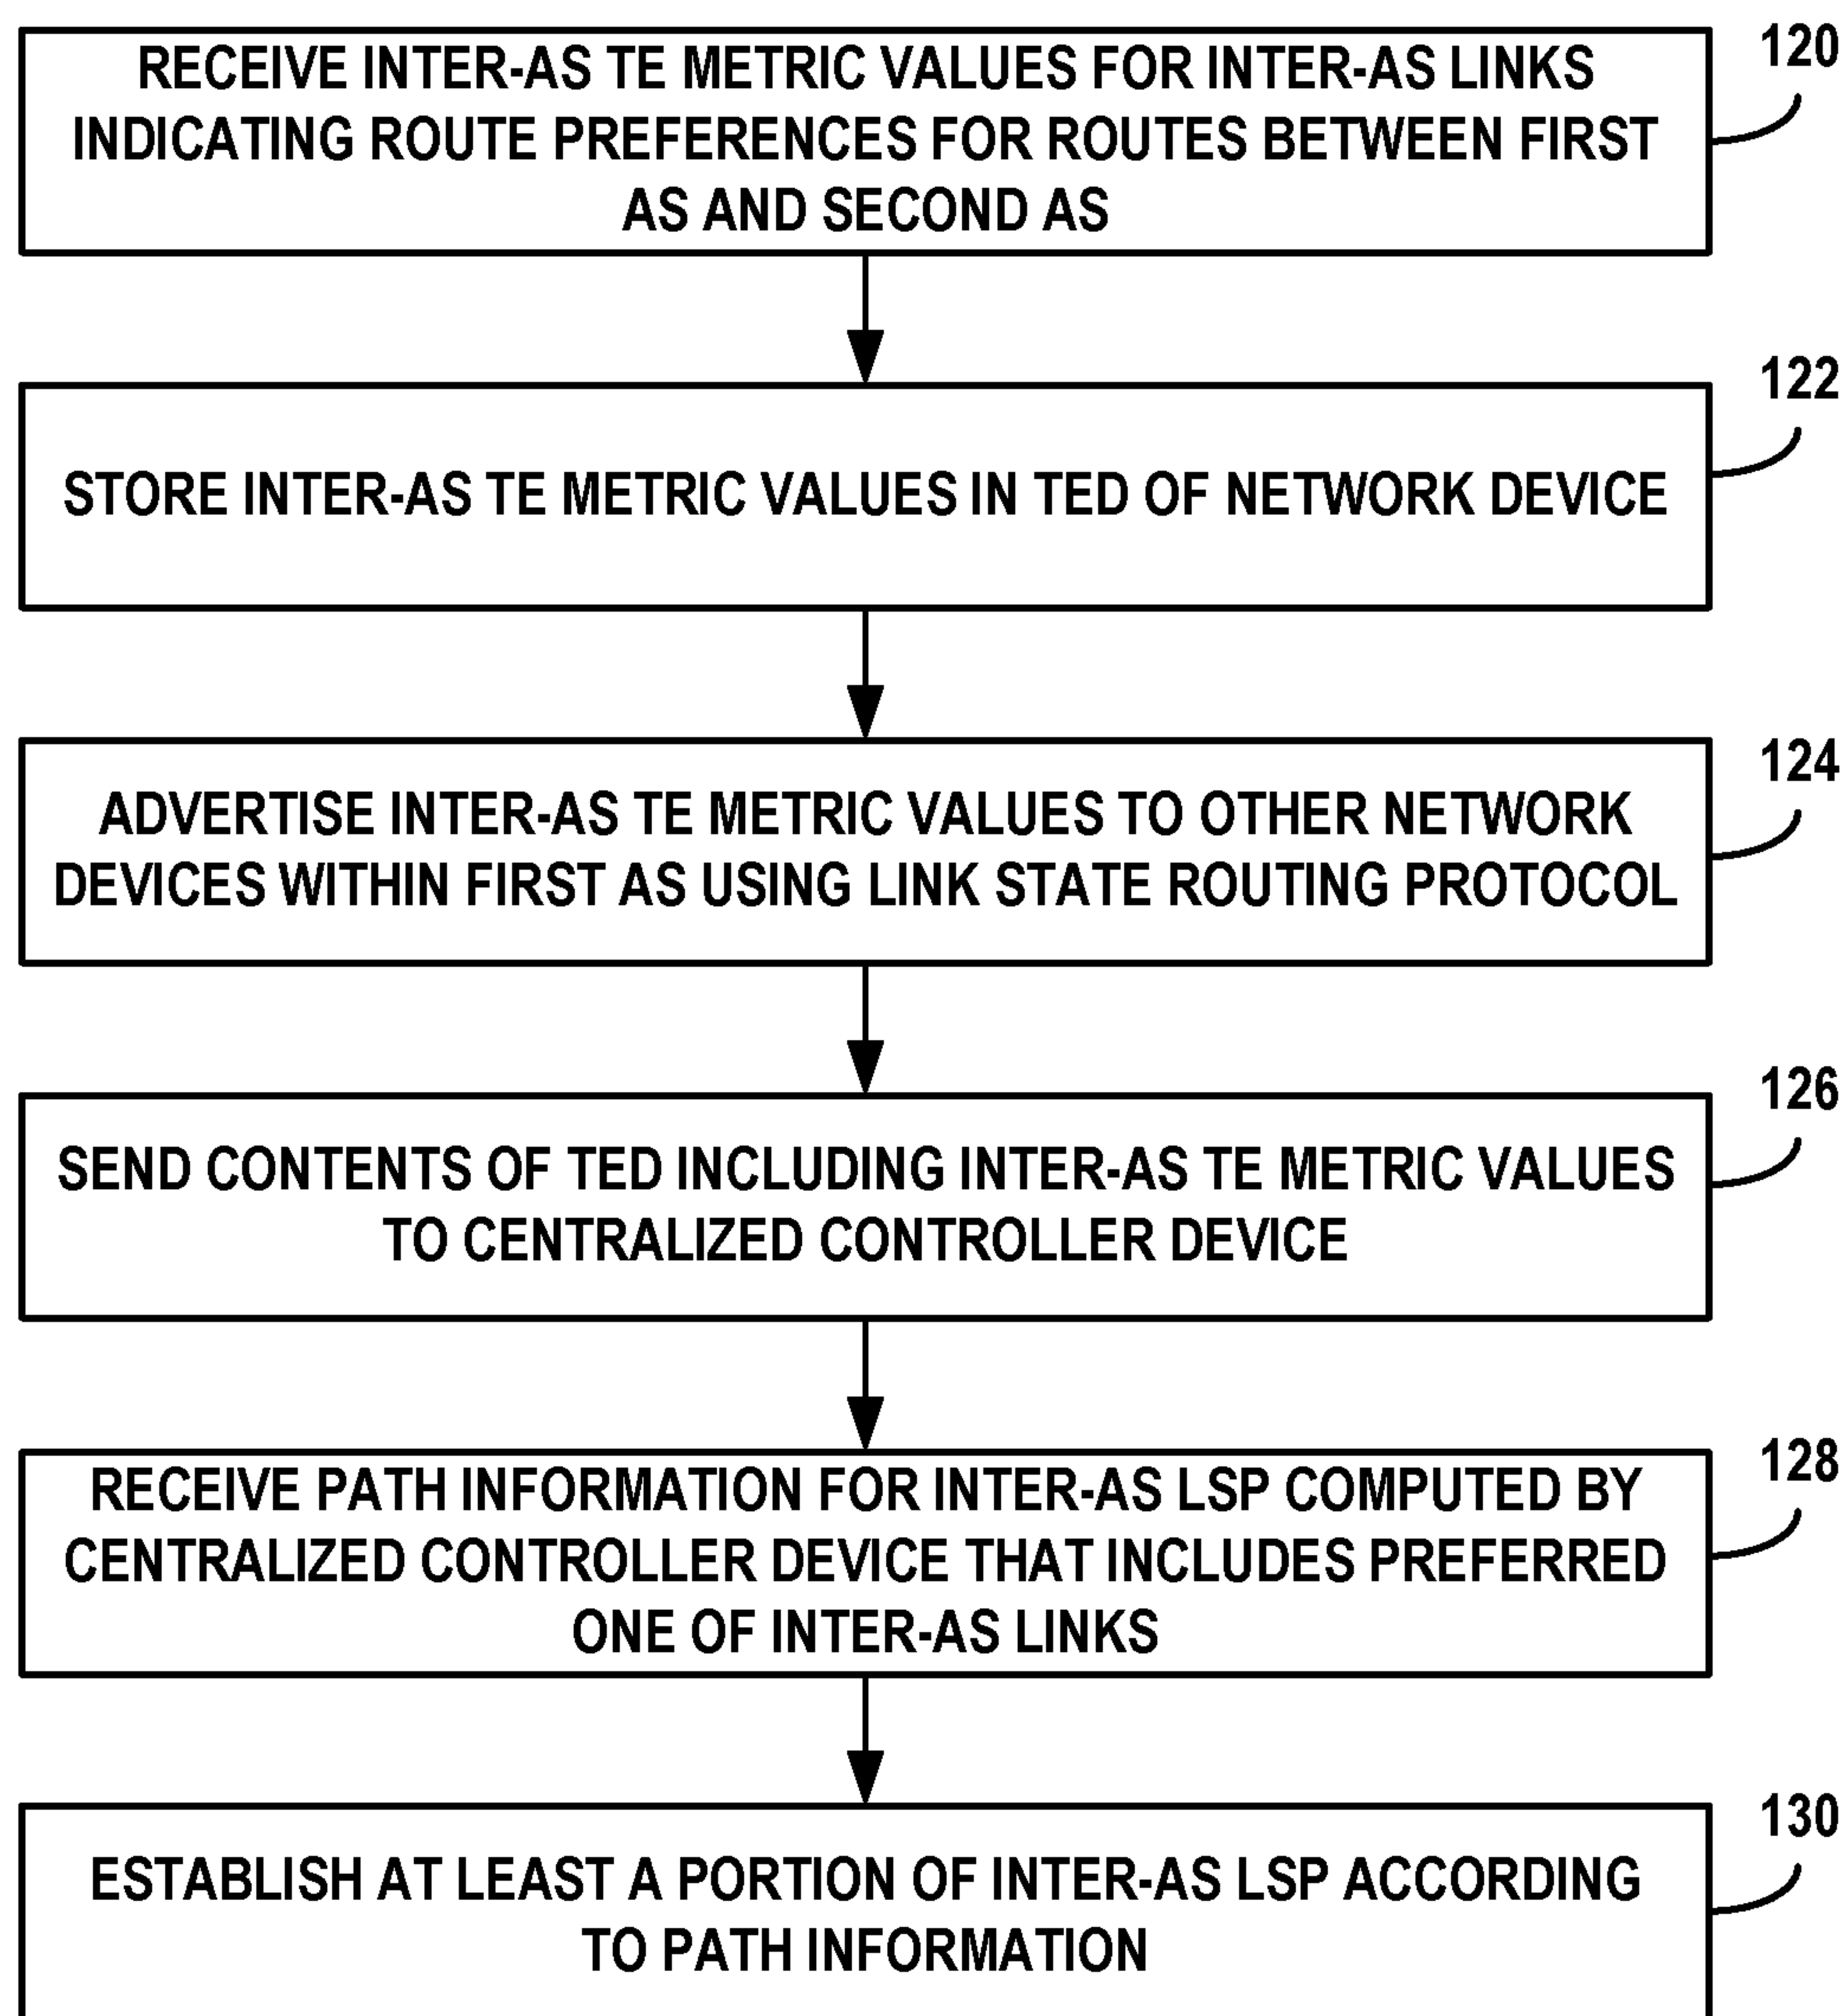 120
RECEIVE INTER-AS TE METRIC VALUES FOR INTER-AS LINKS
INDICATING ROUTE PREFERENCES FOR ROUTES BETWEEN FIRST
AS AND SECOND AS
122
STORE INTER-AS TE METRIC VALUES IN TED OF NETWORK DEVICE
124
ADVERTISE INTER-AS TE METRIC VALUES TO OTHER NETWORK
DEVICES WITHIN FIRST AS USING LINK STATE ROUTING PROTOCOL
126
SEND CONTENTS OF TED INCLUDING INTER-AS TE METRIC VALUES
TO CENTRALIZED CONTROLLER DEVICE
128
RECEIVE PATH INFORMATION FOR INTER-AS LSP COMPUTED BY
CENTRALIZED CONTROLLER DEVICE THAT INCLUDES PREFERRED
ONE OF INTER-AS LINKS
130
ESTABLISH AT LEAST A PORTION OF INTER-AS LSP ACCORDING
TO PATH INFORMATION